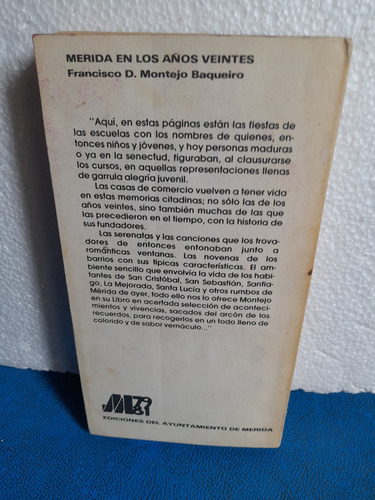 MERIDA EN LOS AÑOS VEINTES
Francisco D. Montejo Baqueiro
"Aquí, en estas páginas están las fiestas de
las escuelas con los nombres de quienes, en-
tonces niños y jóvenes, y hoy personas maduras
o ya en la senectud, figuraban, al clausurarse
los cursos, en aquellas representaciones llenas
de garrula alegría juvenil.
Las casas de comercio vuelven a tener vida
en estas memorias citadinas; no sólo las de los
años veintes, sino también muchas de las que
las precedieron en el tiempo, con la historia de
sus fundadores.
Las serenatas y las canciones que los trova-
dores de entonces entonaban junto a
románticas ventanas. Las novenas de los
barrios con sus típicas características. El am-
biente sencillo que envolvía la vida de los habi-
tantes de San Cristóbal, San Sebastián, Santia-
go, La Mejorada, Santa Lucía y otros rumbos de
Mérida de ayer, todo ello nos lo ofrece Montejo
en su Libro en acertada selección de aconteci-
mientos y vivencias, sacados del arcón de los
recuerdos, para recogerlos en un todo lleno de
colorido y de sabor vernáculo..."
79
81
EDICIONES DEL AYUNTAMIENTO DE MERIDA